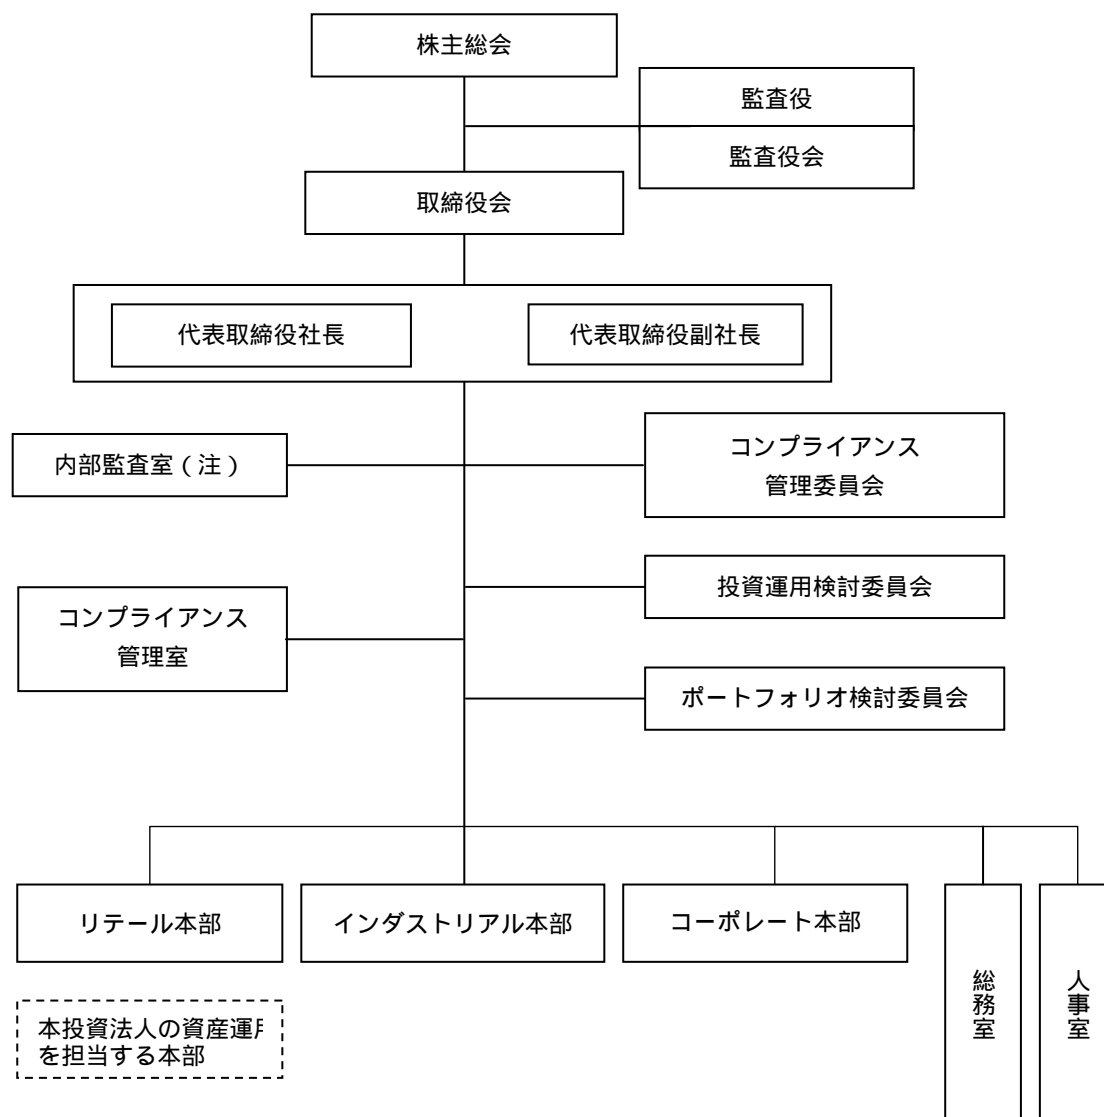 株主総会
監査役
監査役会
取締役会
代表取締役社長
代表取締役副社長
内部監査室（注）
コンプライアンス
管理委員会
投資運用検討委員会
コンプライアンス
管理室
ポートフォリオ検討委員会
リテール本部
インダストリアル本部
コーポレート本部
総務室
人事室
本投資法人の資産運用
を担当する本部